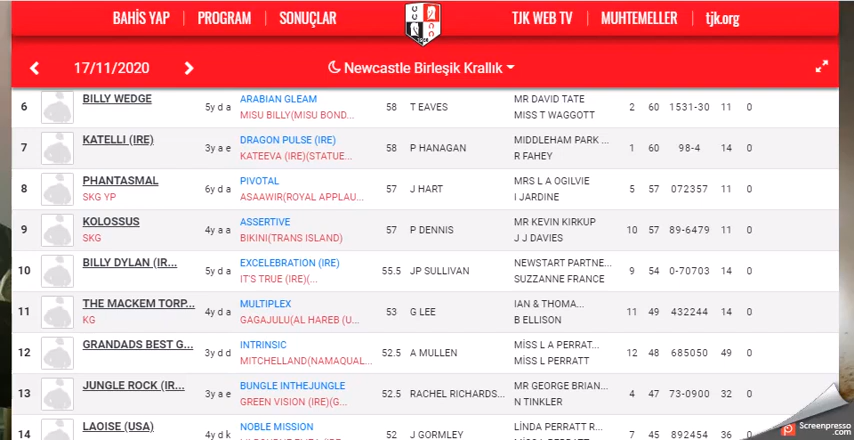 BAHİS YAP | PROGRAM | SONUÇLAR TJK WEB TV | MUHTEMELLER | tjk.org
17/11/2020 Newcastle Birleşik Krallık
6 BILLY WEDGE 5y d a ARABIAN GLEAM 58 T EAVES MR DAVID TATE 2 60 1531-30 11 0
MISU BILLY(MISU BOND... MISS T WAGGOTT
7 KATELLI (IRE) 3y a e DRAGON PULSE (IRE) 58 P HANAGAN MIDDLEHAM PARK ... 1 60 98-4 14 0
KATEEVA (IRE)(STATUE... R FAHEY
8 PHANTASMAL 6y d a PIVOTAL 57 J HART MRS L A OGILVIE 5 57 072357 11 0
SKG YP ASAAWIR(ROYAL APPLAU... I JARDINE
9 KOLOSSUS 4y a a ASSERTIVE 57 P DENNIS MR KEVIN KIRKUP 10 57 89-6479 11 0
SKG BIKINI(TRANS ISLAND) J J DAVIES
10 BILLY DYLAN (IR... 5y d a EXCELEBRATION (IRE) 55.5 JP SULLIVAN NEWSTART PARTNE... 9 54 0-70703 14 0
IT'S TRUE (IRE)(... SUZZANNE FRANCE
11 THE MACKEM TORP... 4y d a MULTIPLEX 53 G LEE IAN & THOMA... 11 49 432244 14 0
KG GAGAJULU(AL HAREB (U... B ELLISON
12 GRANDADS BEST G... 3y d d INTRINSIC 52.5 A MULLEN MİSS L A PERRAT... 12 48 685050 49 0
MITCHELLAND(NAMAQUAL... MİSS L PERRATT
13 JUNGLE ROCK (IR... 3y a e BUNGLE INTHEJUNGLE 52.5 RACHEL RICHARDS... MR GEORGE BRIAN... 4 47 73-0900 32 0
GREEN VISION (IRE)(G... N TINKLER
14 LAOISE (USA) 4y d k NOBLE MISSION 52 J GORMLEY LİNDA PERRATT R... 7 45 892454 36 0
Screenpresso
.com